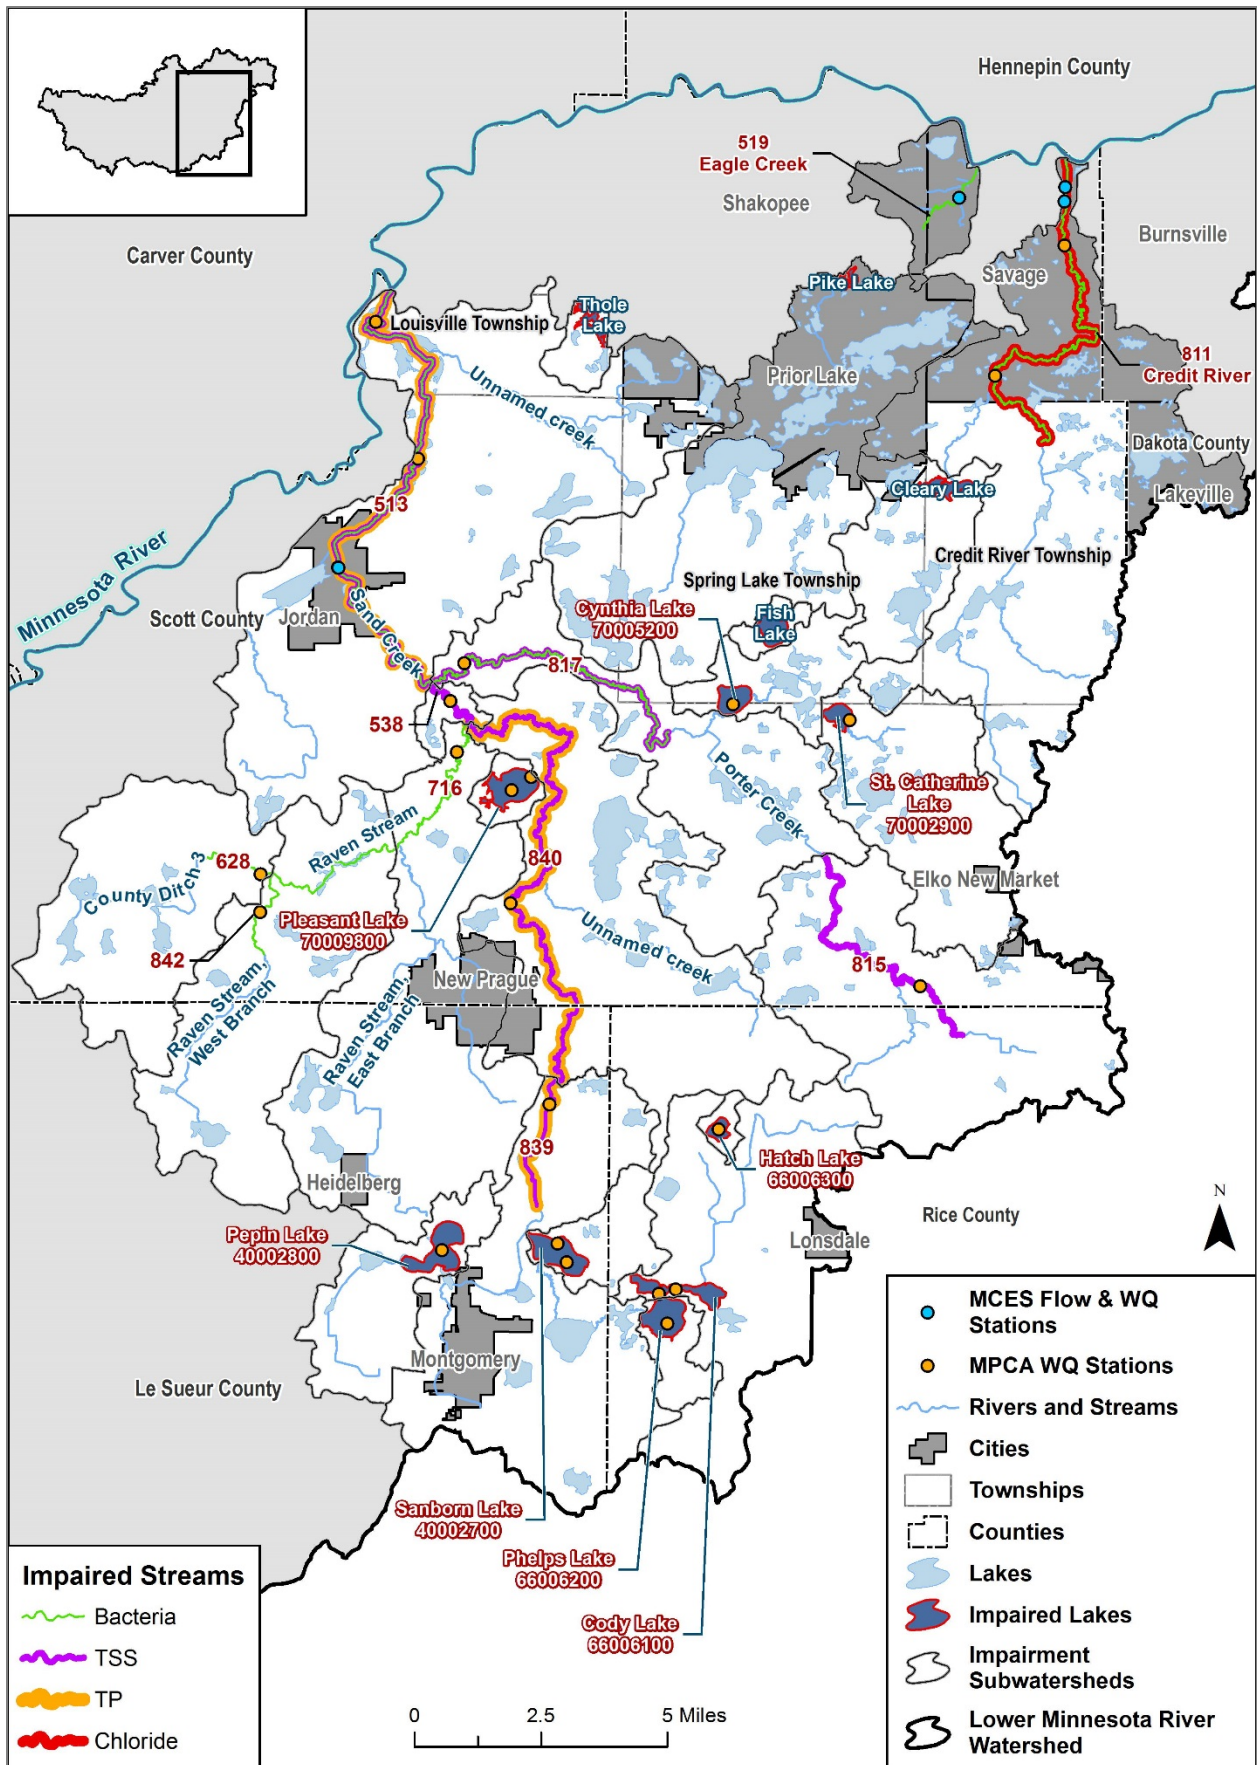 Hennepin County
519
Eagle Creek
Shakopee
Burnsville
Carver County
Savage
Pike Lake
Thole
Lake
Louisville Township
811
Credit River
Prior Lake
Unnamed creek
Dakota County
Cleary Lake
Lakeville
513
Credit River Township
Minnesota River
Spring Lake Township
Sand Creek
Scott County
Jordan
Cynthia Lake
70005200
Fish
Lake
817
538
Porter Creek
St. Catherine
Lake
70002900
716
Raven Stream
840
628
County Ditch 3
Elko New Market
Pleasant Lake
70009800
Unnamed creek
842
815
New Prague
Raven Stream,
West Branch
Raven Stream,
East Branch
839
Hatch Lake
66006300
Heidelberg
N
Rice County
Pepin Lake
40002800
Lonsdale
Montgomery
Le Sueur County
Sanborn Lake
40002700
Phelps Lake
66006200
Cody Lake
66006100
MCES Flow & WQ
Stations
MPCA WQ Stations
Rivers and Streams
Cities
Townships
Counties
Lakes
Impaired Lakes
Impairment
Subwatersheds
Lower Minnesota River
Watershed
Impaired Streams
Bacteria
TSS
TP
Chloride
0 2.5 5 Miles